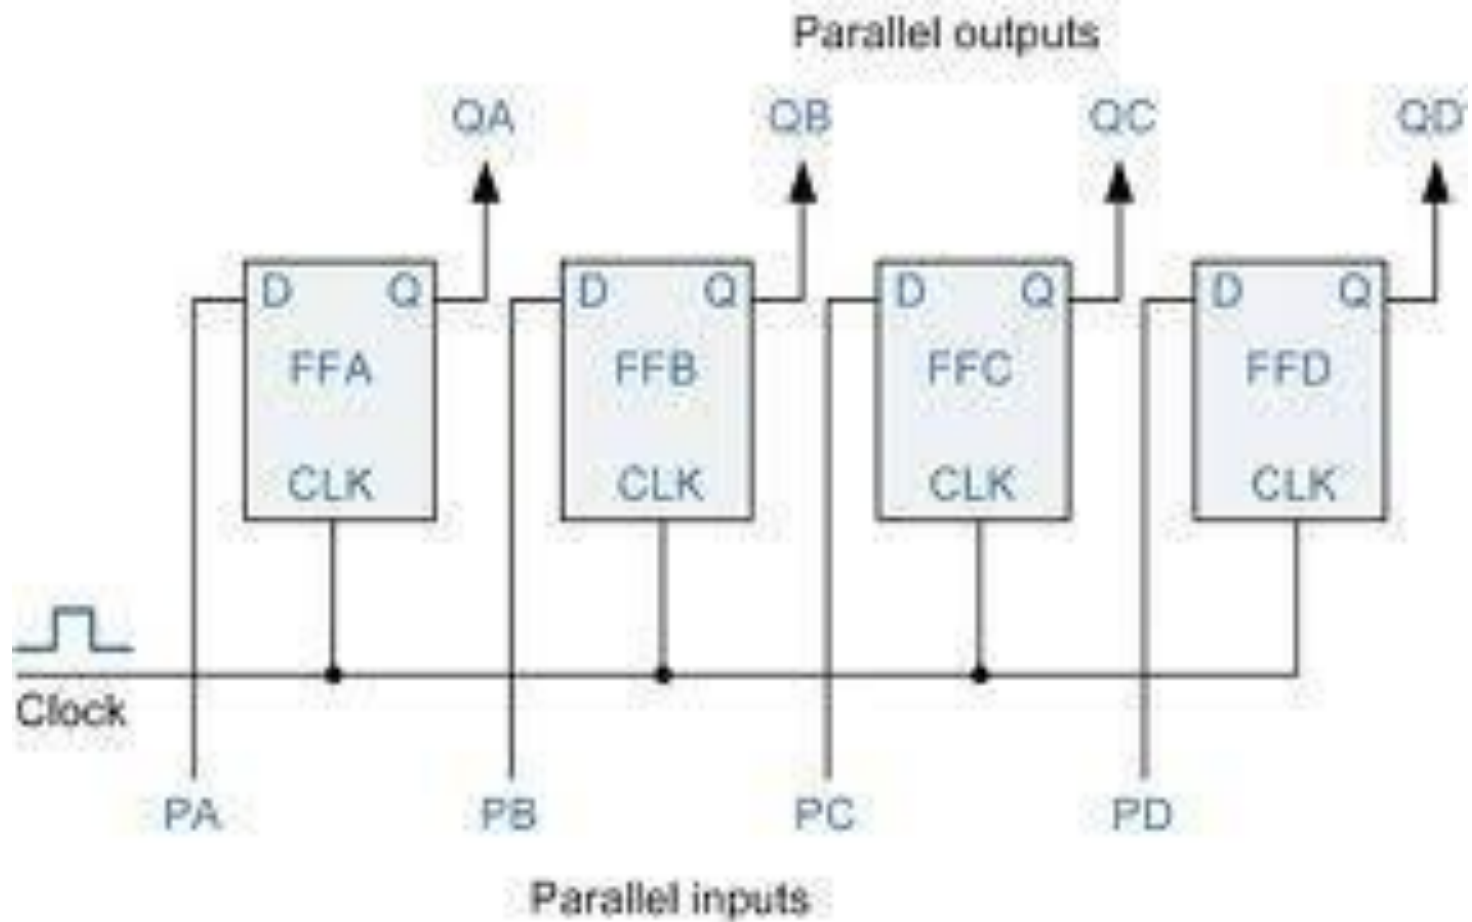 Parallel outputs
QA QB QC QD
D Q D Q D Q D Q
FFA FFB FFC FFD
CLK CLK CLK CLK
Clock
PA PB PC PD
Parallel inputs